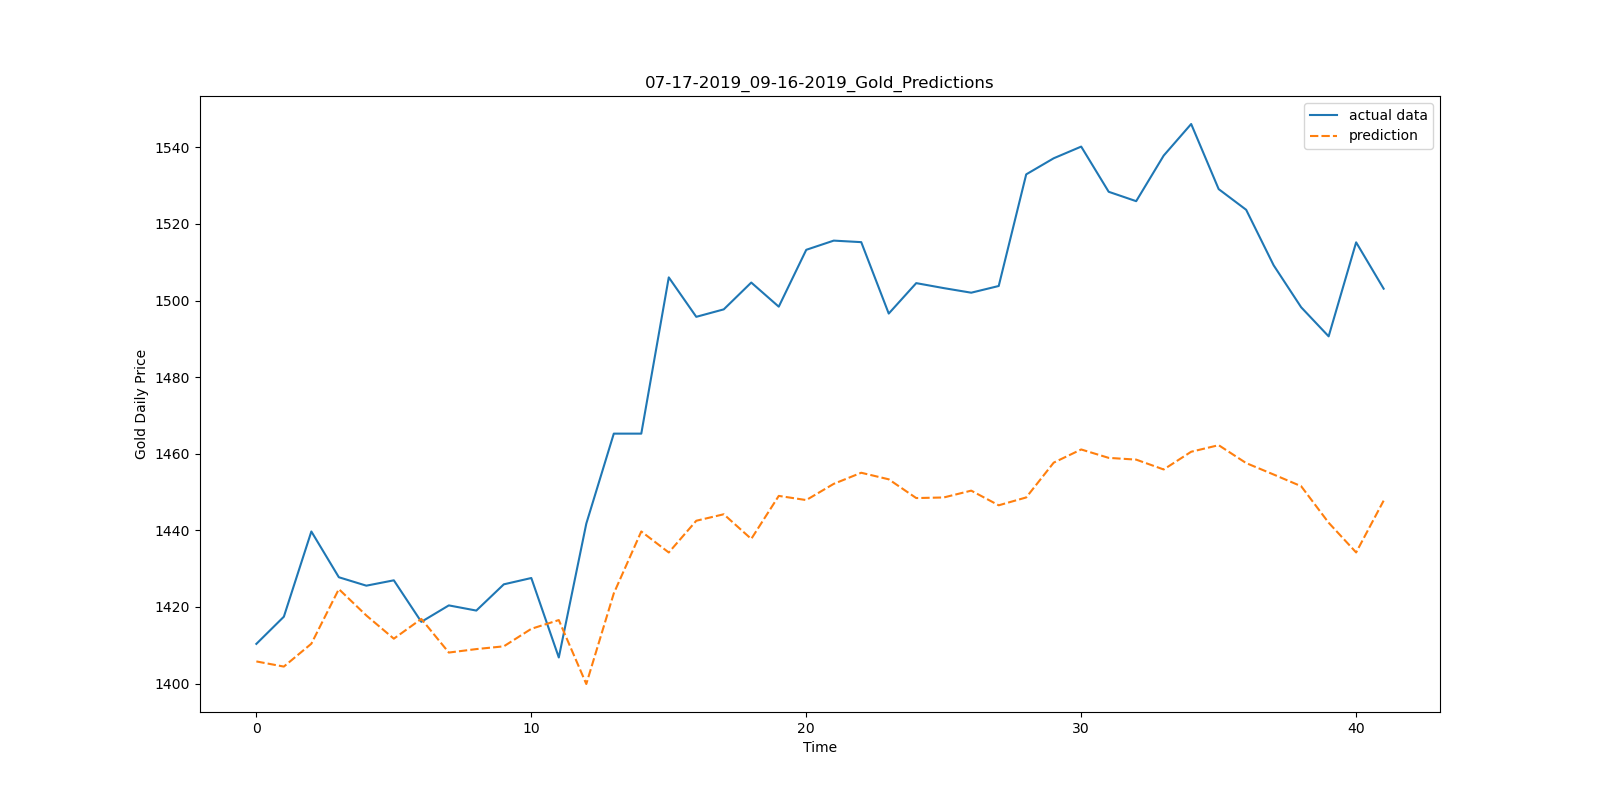 07-17-2019_09-16-2019_Gold_Predictions
actual data
prediction
Gold Daily Price
1540
1520
1500
1480
1460
1440
1420
1400
0 10 20 30 40
Time